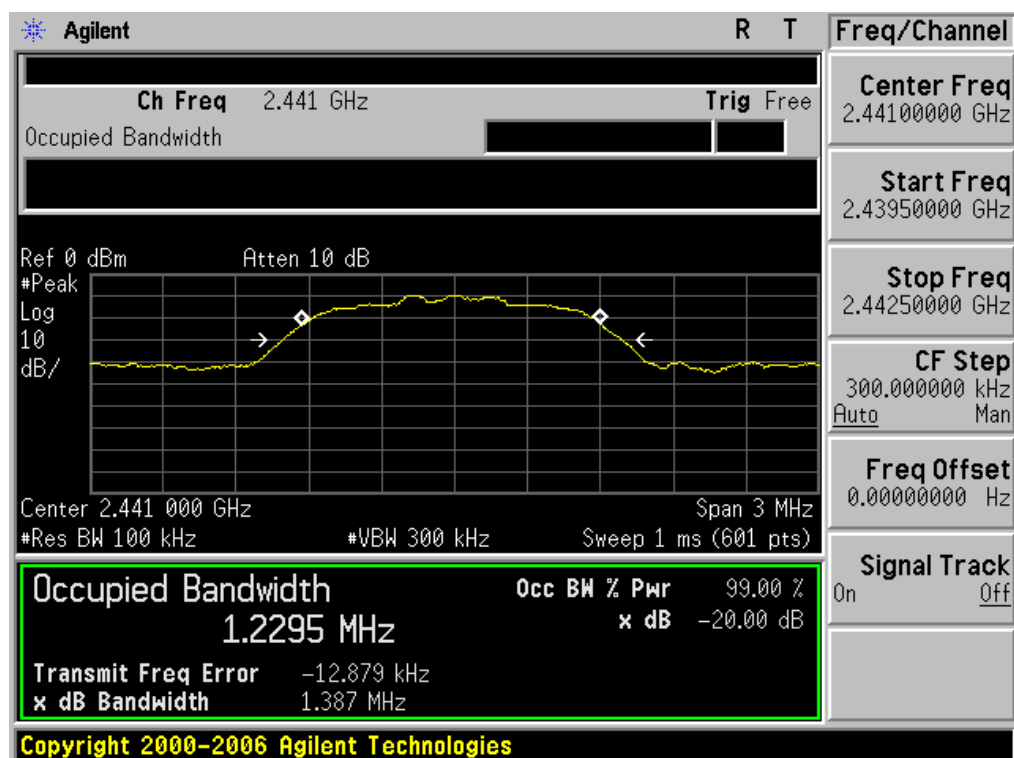 Agilent R T Freq/Channel
Ch Freq 2.441 GHz Trig Free
Occupied Bandwidth
Center Freq
2.44100000 GHz
Start Freq
2.43950000 GHz
Stop Freq
2.44250000 GHz
CF Step
300.000000 kHz
Auto Man
Freq Offset
0.00000000 Hz
Signal Track
On Off
Ref 0 dBm Atten 10 dB
#Peak
Log
10
dB/
Center 2.441 000 GHz Span 3 MHz
#Res BW 100 kHz #VBW 300 kHz Sweep 1 ms (601 pts)
Occupied Bandwidth Occ BW % Pwr 99.00 %
1.2295 MHz x dB -20.00 dB
Transmit Freq Error -12.879 kHz
x dB Bandwidth 1.387 MHz
Copyright 2000-2006 Agilent Technologies